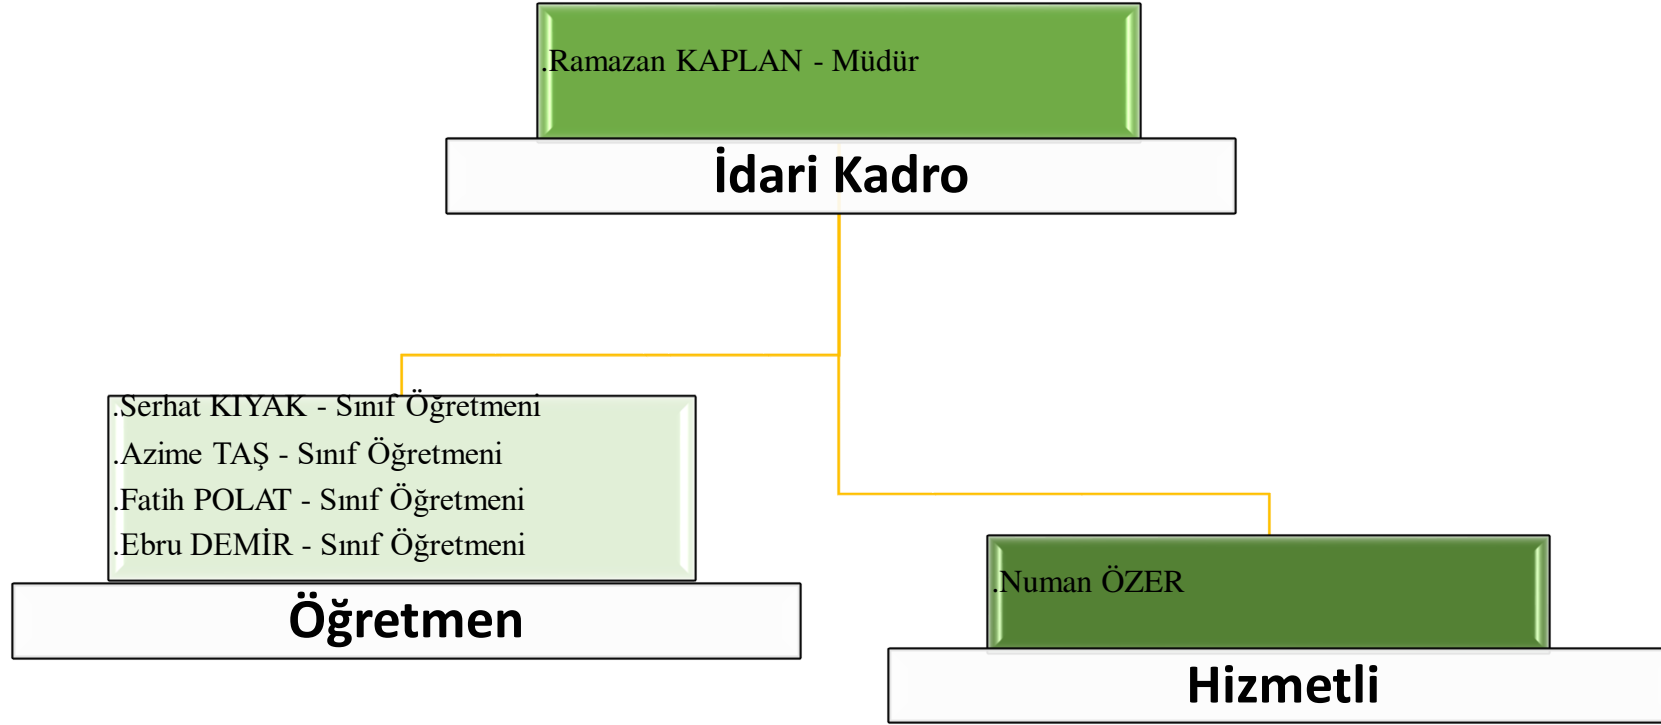 .Ramazan KAPLAN - Müdür
İdari Kadro
.Serhat KIYAK - Sınıf Öğretmeni
.Azime TAŞ - Sınıf Öğretmeni
.Fatih POLAT - Sınıf Öğretmeni
.Ebru DEMİR - Sınıf Öğretmeni
Öğretmen
.Numan ÖZER
Hizmetli